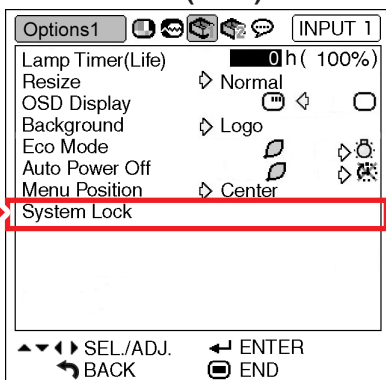 Options1 INPUT 1
Lamp Timer(Life) 0 h ( 100%)
Resize Normal
OSD Display
Background Logo
Eco Mode
Auto Power Off
Menu Position Center
System Lock
SEL./ADJ. ENTER
BACK END